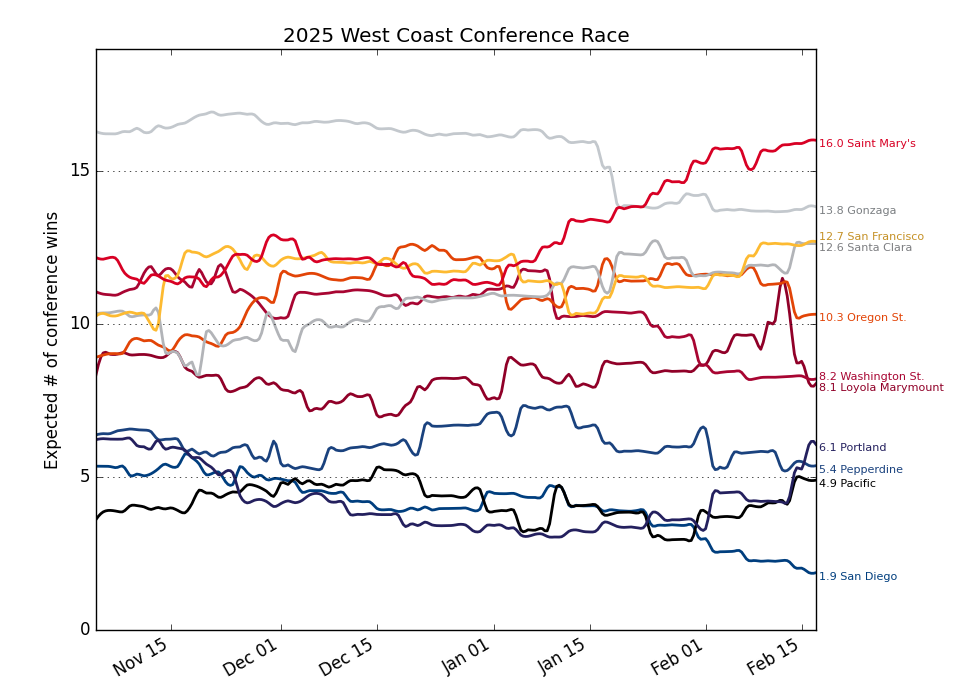 2025 West Coast Conference Race
Expected # of conference wins
15
10
5
0
16.0 Saint Mary's
13.8 Gonzaga
12.7 San Francisco
12.6 Santa Clara
10.3 Oregon St.
8.2 Washington St.
8.1 Loyola Marymount
6.1 Portland
5.4 Pepperdine
4.9 Pacific
1.9 San Diego
Nov 15
Dec 01
Dec 15
Jan 01
Jan 15
Feb 01
Feb 15